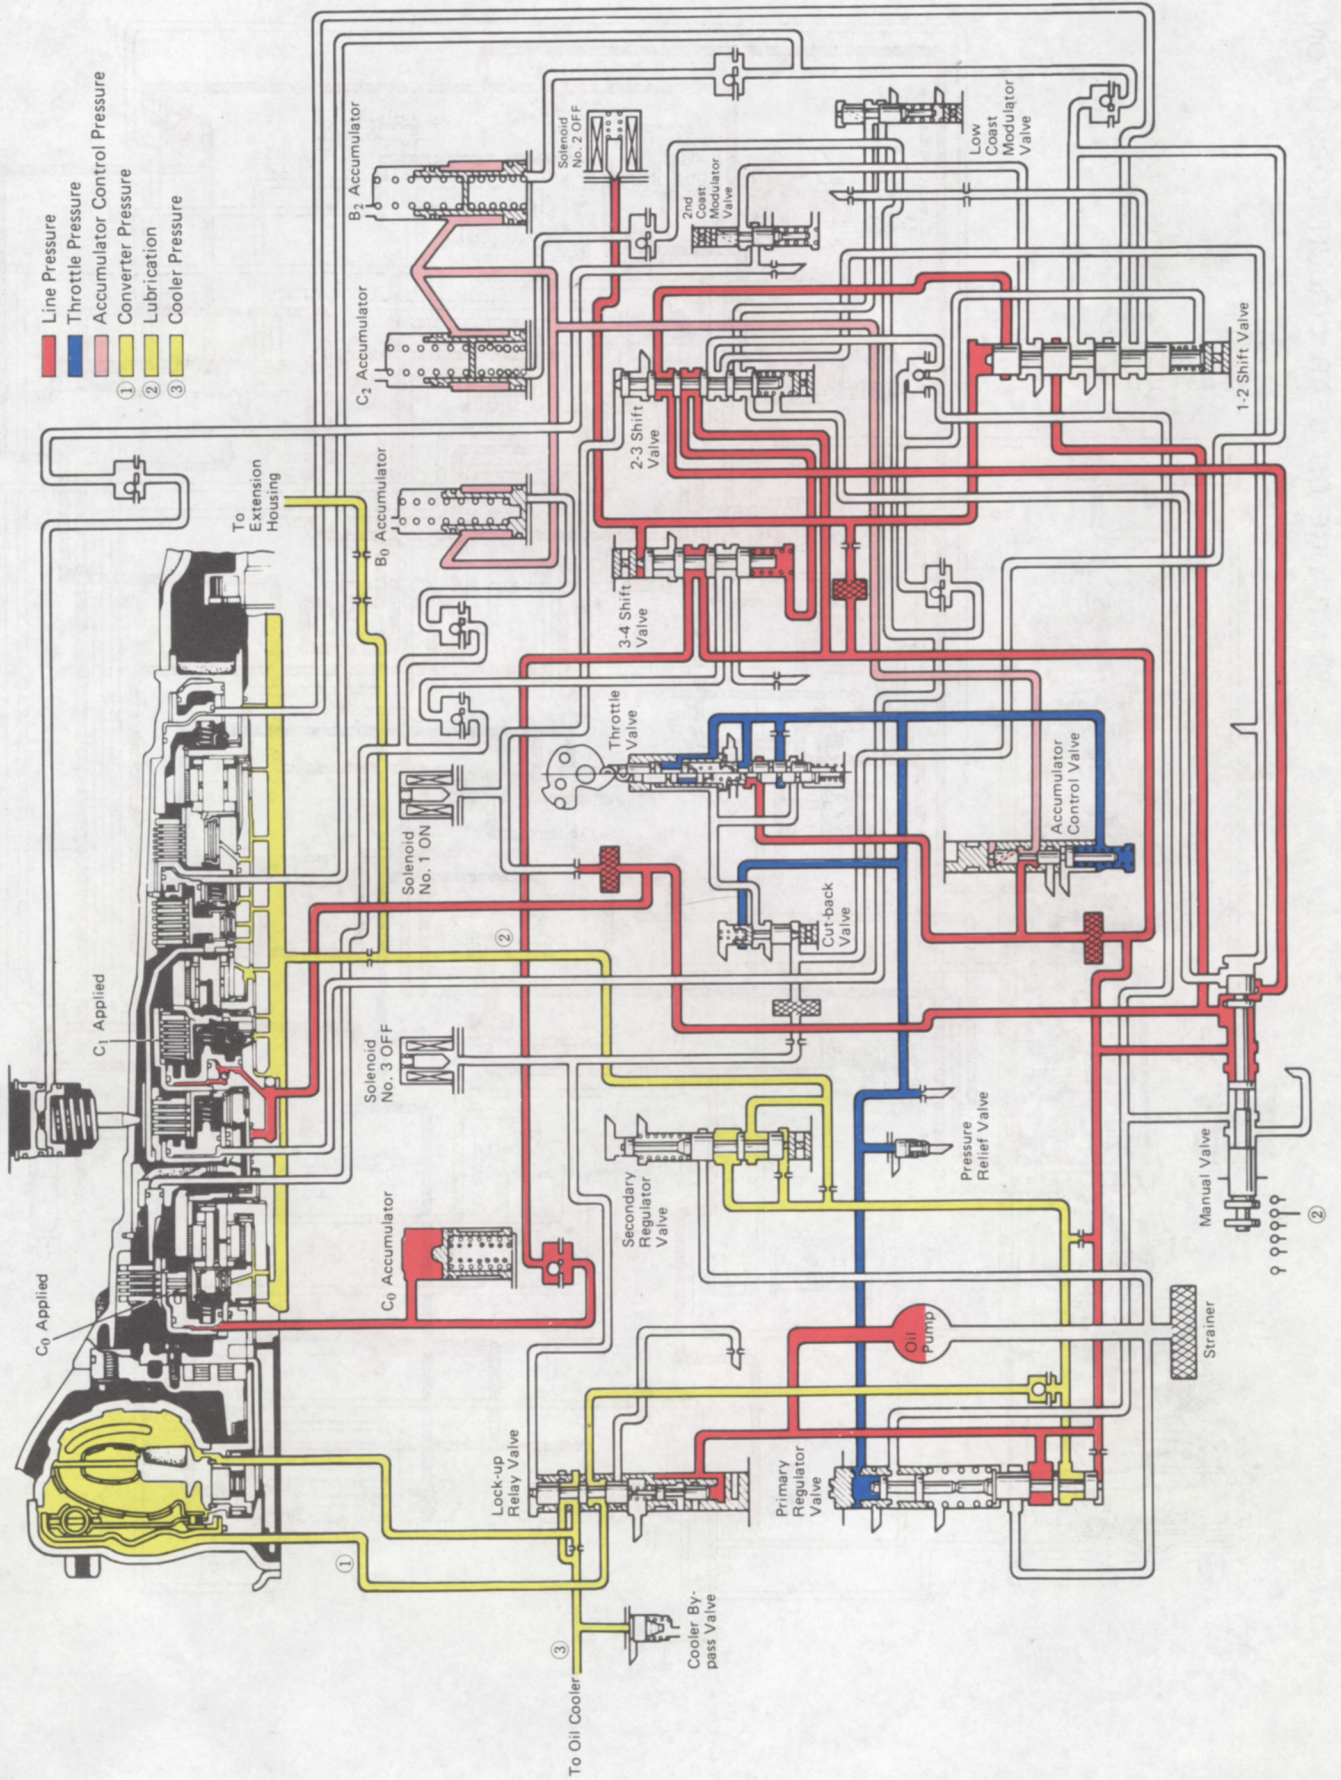 Line Pressure
Throttle Pressure
Accumulator Control Pressure
① Converter Pressure
② Lubrication
③ Cooler Pressure
B₂ Accumulator
C₂ Accumulator
B₀ Accumulator
Solenoid
No. 2 OFF
2nd
Coast
Modulator
Valve
Low
Coast
Modulator
Valve
2-3 Shift
Valve
1-2 Shift Valve
3-4 Shift
Valve
To
Extension
Housing
Throttle
Valve
Solenoid
No. 1 ON
Cut-back
Valve
Accumulator
Control Valve
②
C₁ Applied
Solenoid
No. 3 OFF
Secondary
Regulator
Valve
Pressure
Relief Valve
Manual Valve
②
C₀ Applied
C₀ Accumulator
Oil
Pump
Strainer
Lock-up
Relay Valve
Primary
Regulator
Valve
①
③
Cooler By-
pass Valve
To Oil Cooler